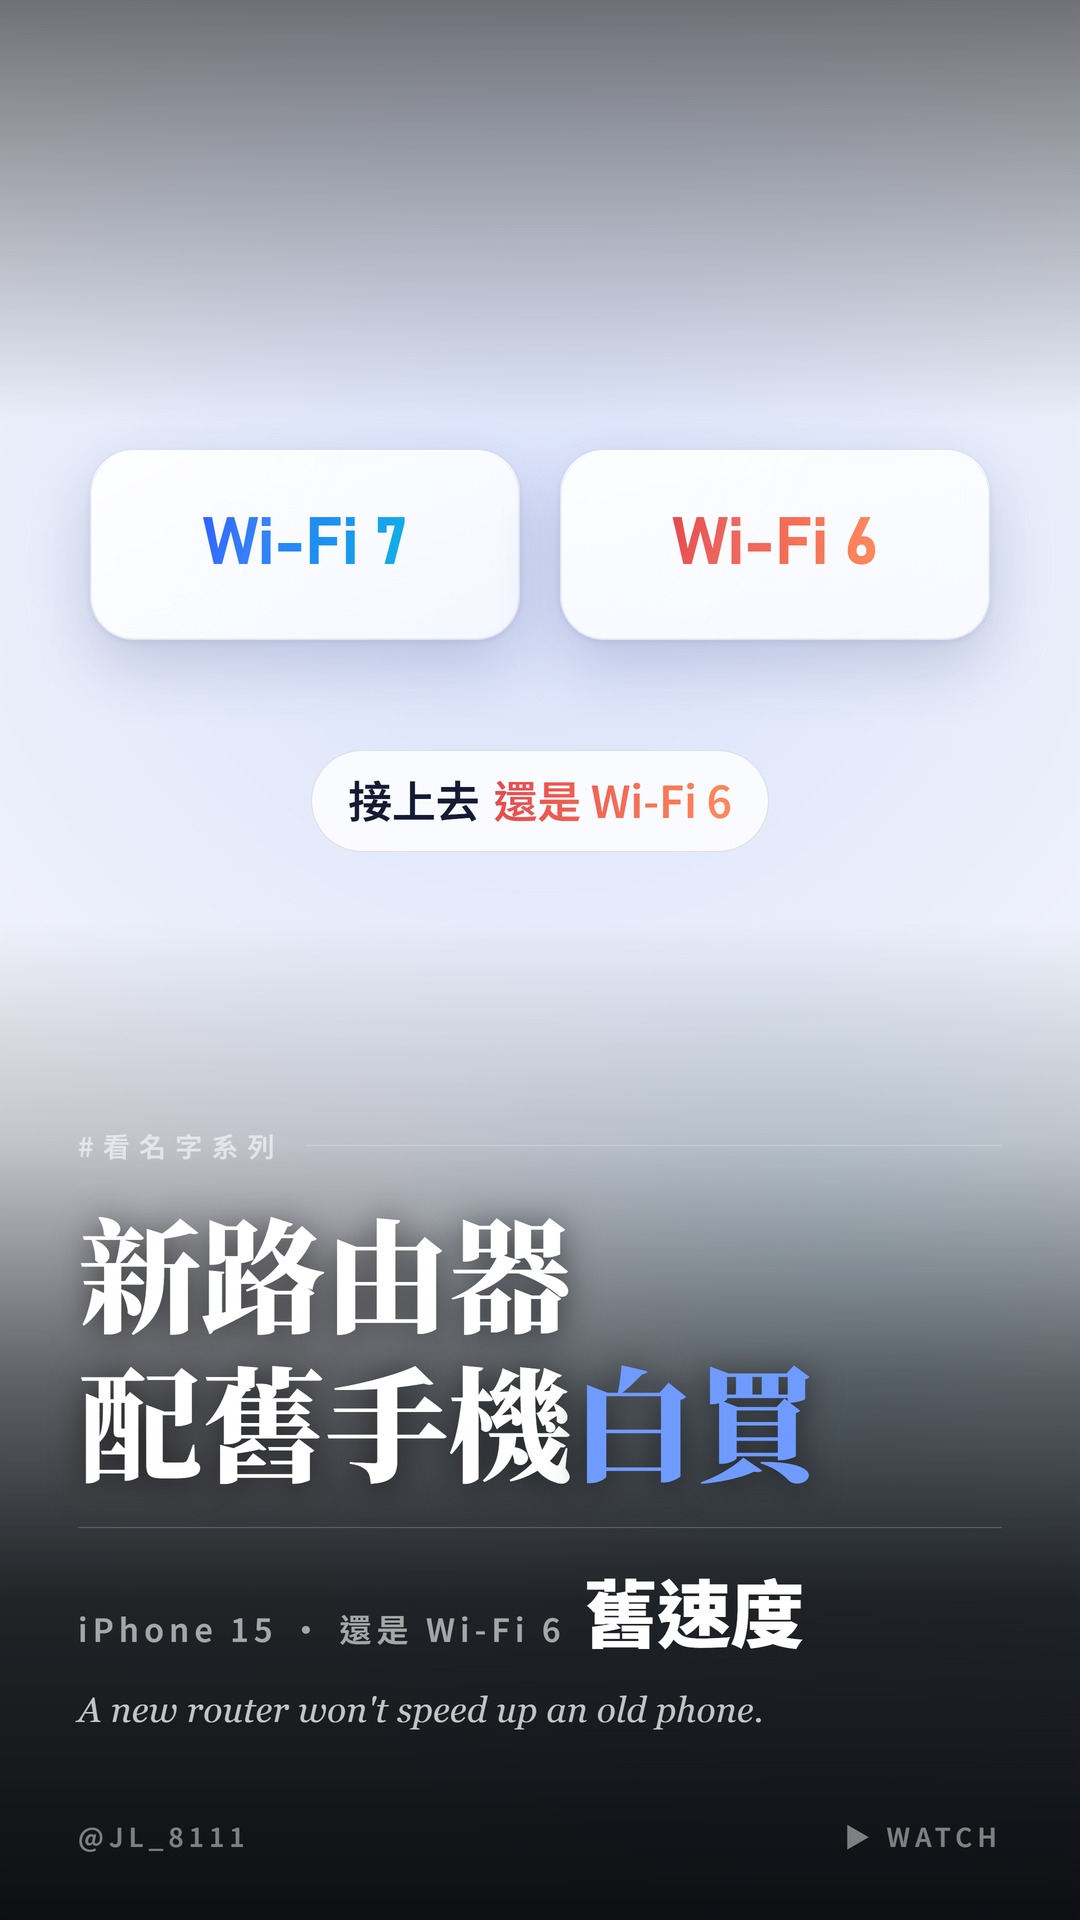 Wi-Fi 7
Wi-Fi 6
接上去 還是 Wi-Fi 6
#看名字系列
新路由器
配舊手機白買
iPhone 15 · 還是 Wi-Fi 6 舊速度
A new router won't speed up an old phone.
@JL_8111
▶ WATCH